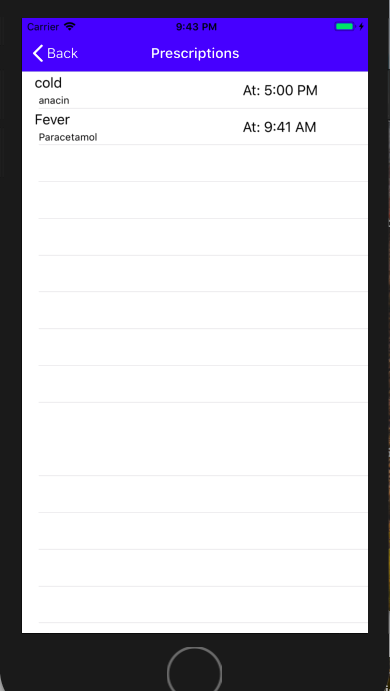 Carrier 9:43 PM
Back Prescriptions
cold
anacin
At: 5:00 PM
Fever
Paracetamol
At: 9:41 AM